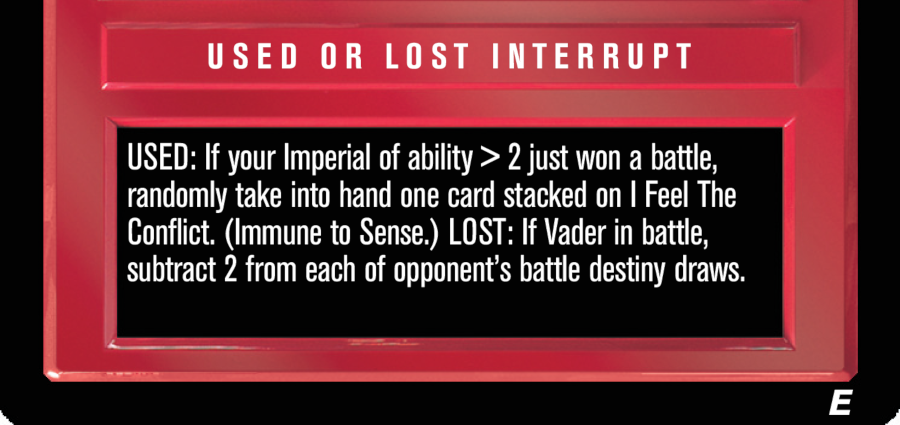 USED OR LOST INTERRUPT
USED: If your Imperial of ability > 2 just won a battle,
randomly take into hand one card stacked on I Feel The
Conflict. (Immune to Sense.) LOST: If Vader in battle,
subtract 2 from each of opponent's battle destiny draws.
E